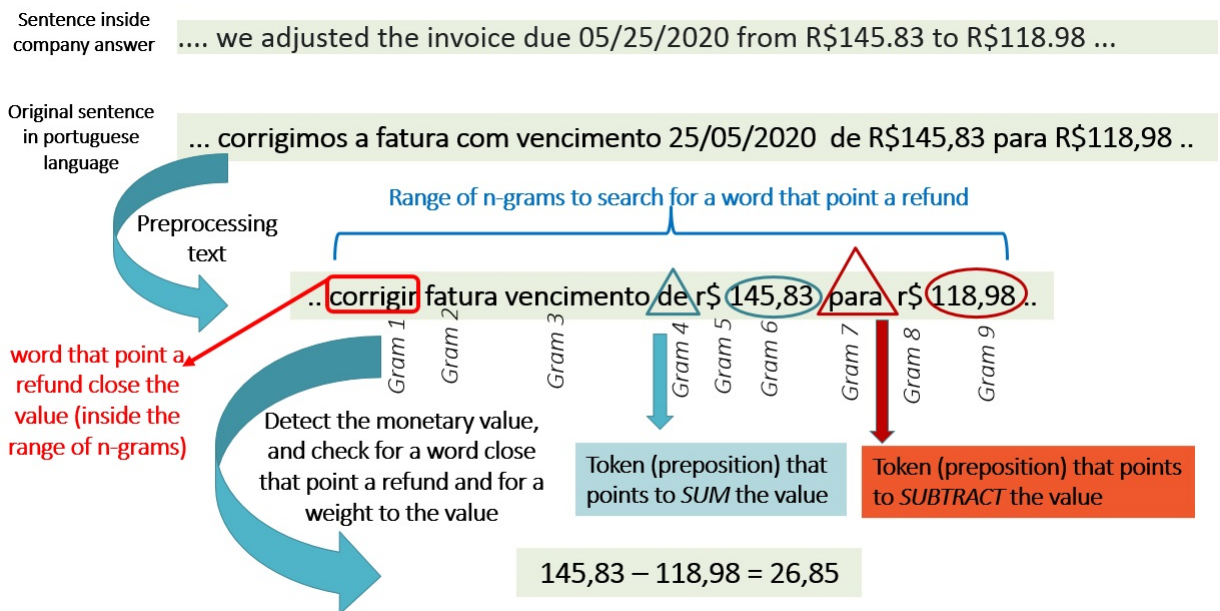 Sentence inside
company answer
.... we adjusted the invoice due 05/25/2020 from R$145.83 to R$118.98 ...
Original sentence
in portuguese
language
... corrigimos a fatura com vencimento 25/05/2020 de R$145,83 para R$118,98 ..
Range of n-grams to search for a word that point a refund
Preprocessing
text
.. corrigir fatura vencimento de r$ 145,83 para r$ 118,98 ..
Gram 1
Gram 2
Gram 3
Gram 4
Gram 5
Gram 6
Gram 7
Gram 8
Gram 9
word that point a
refund close the
value (inside the
range of n-grams)
Detect the monetary value,
and check for a word close
that point a refund and for a
weight to the value
Token (preposition) that
points to SUM the value
Token (preposition) that points
to SUBTRACT the value
145,83 – 118,98 = 26,85